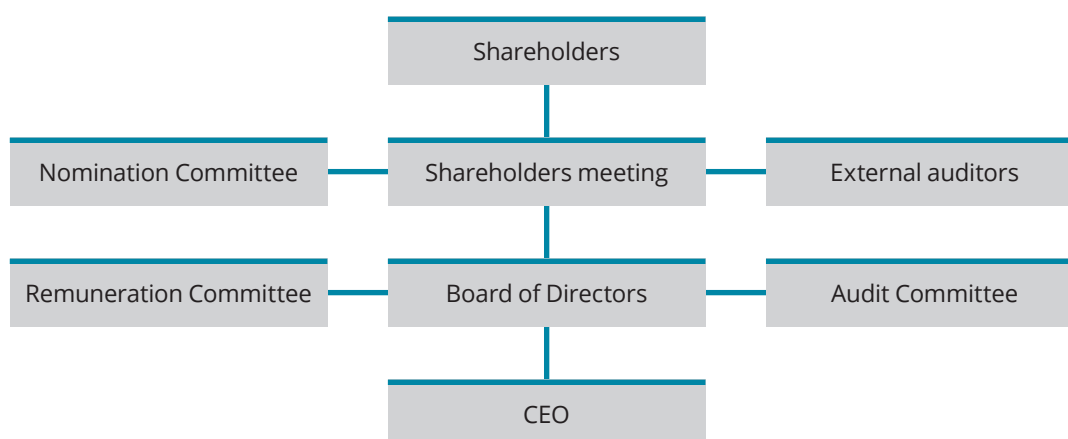 Shareholders
Nomination Committee
Shareholders meeting
External auditors
Remuneration Committee
Board of Directors
Audit Committee
CEO